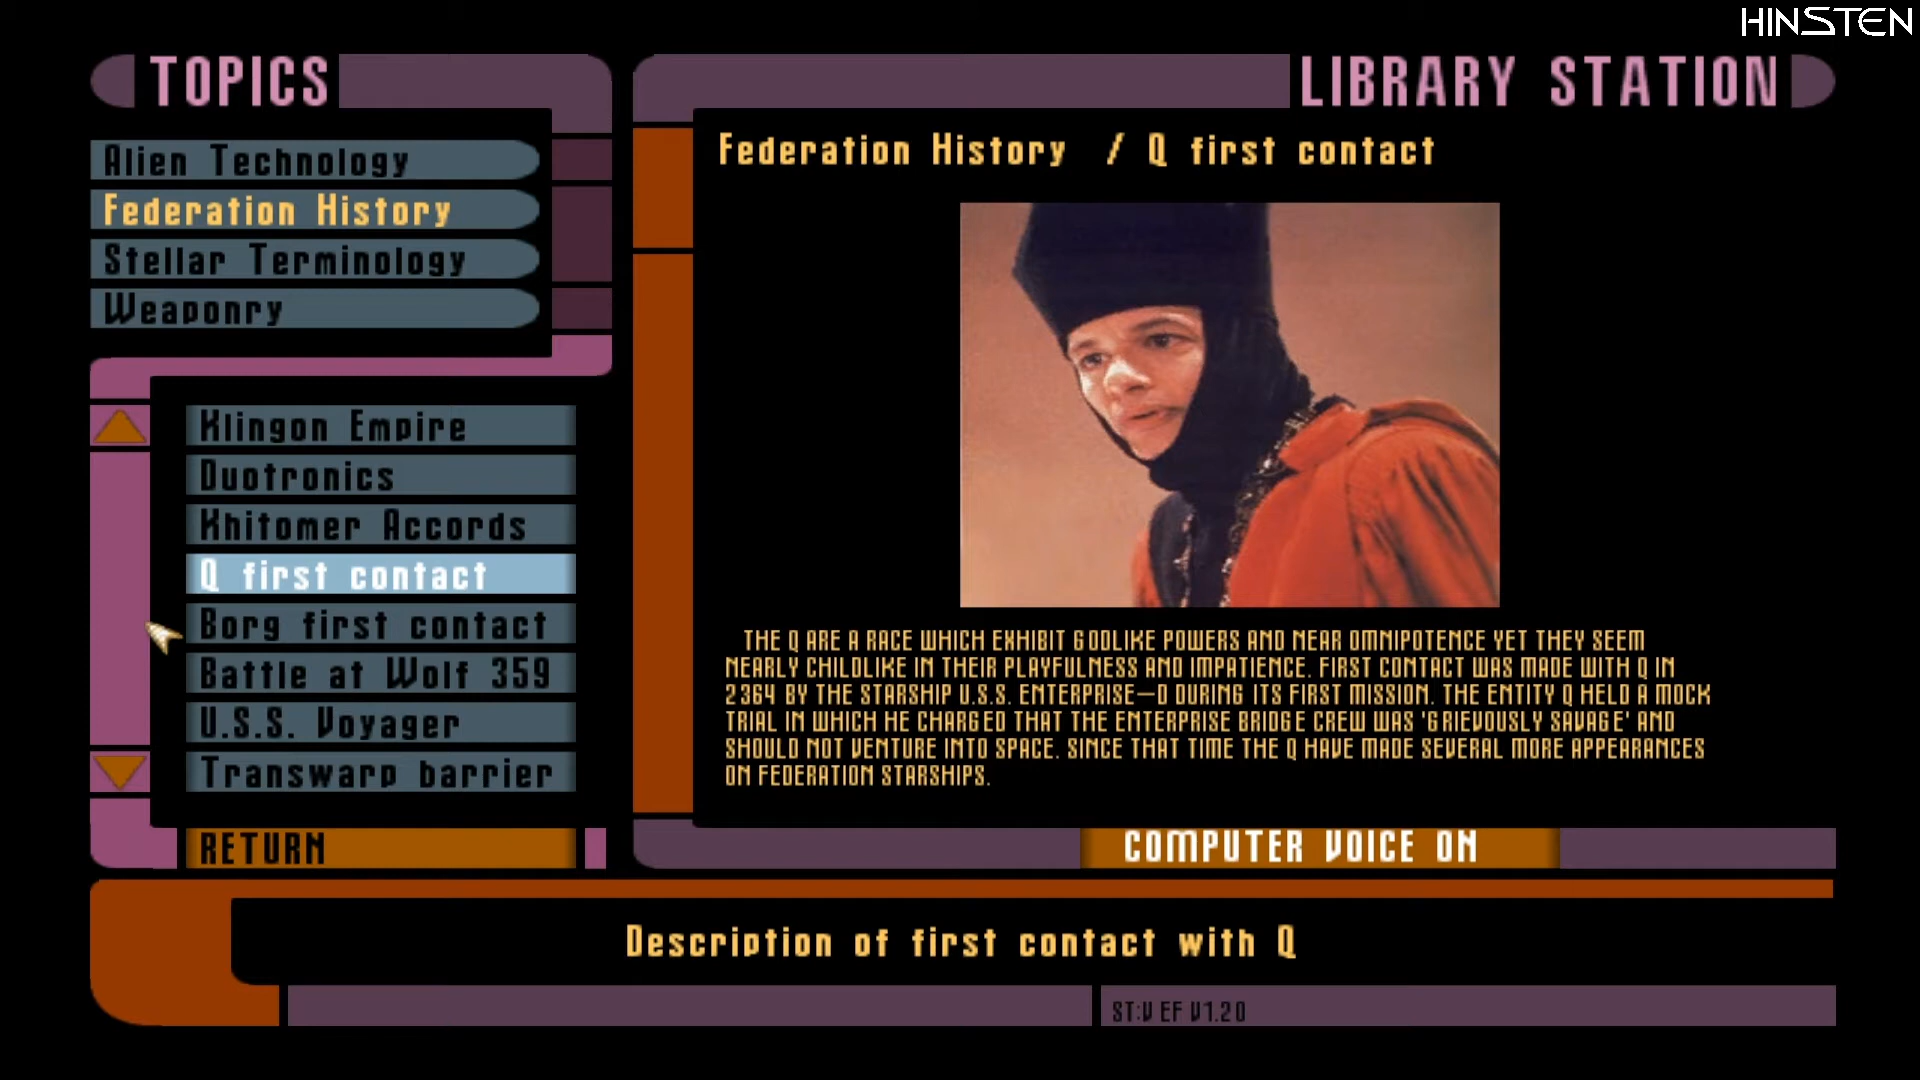 HINSTEN
TOPICS
LIBRARY STATION
Alien Technology
Federation History
Stellar Terminology
Weaponry
Klingon Empire
Duotronics
Khitomer Accords
Q first contact
Borg first contact
Battle at Wolf 359
U.S.S. Voyager
Transwarp barrier
RETURN
Federation History / Q first contact
THE Q ARE A RACE WHICH EXHIBIT GODLIKE POWERS AND NEAR OMNIPOTENCE YET THEY SEEM
NEARLY CHILDLIKE IN THEIR PLAYFULNESS AND IMPATIENCE. FIRST CONTACT WAS MADE WITH Q IN
2364 BY THE STARSHIP U.S.S. ENTERPRISE–D DURING ITS FIRST MISSION. THE ENTITY Q HELD A MOCK
TRIAL IN WHICH HE CHARGED THAT THE ENTERPRISE BRIDGE CREW WAS 'GRIEVOUSLY SAVAGE' AND
SHOULD NOT VENTURE INTO SPACE. SINCE THAT TIME THE Q HAVE MADE SEVERAL MORE APPEARANCES
ON FEDERATION STARSHIPS.
COMPUTER VOICE ON
Description of first contact with Q
ST:V EF V1.20